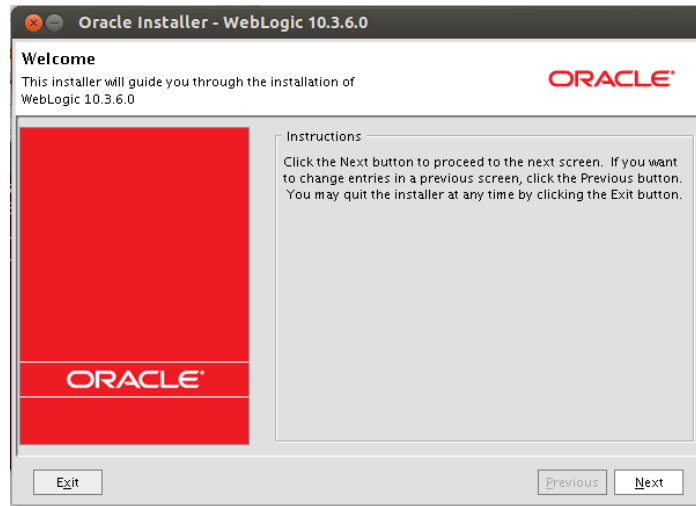 Oracle Installer - WebLogic 10.3.6.0
Welcome
This installer will guide you through the installation of
WebLogic 10.3.6.0
ORACLE
Instructions
Click the Next button to proceed to the next screen. If you want
to change entries in a previous screen, click the Previous button.
You may quit the installer at any time by clicking the Exit button.
ORACLE
Exit
Previous
Next